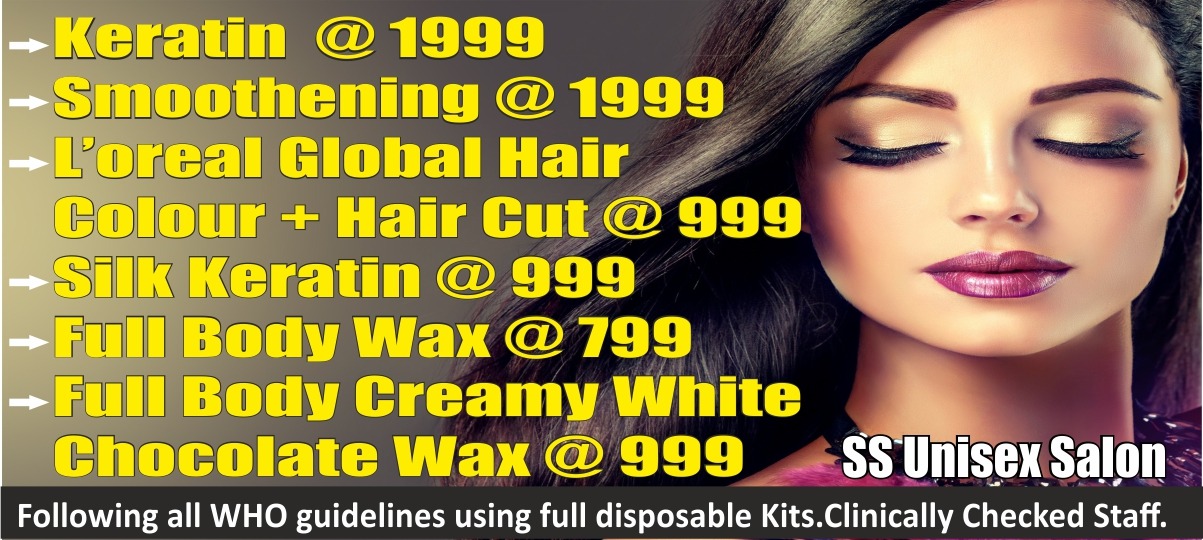 Keratin @ 1999
Smoothening @ 1999
L'oreal Global Hair
Colour + Hair Cut @ 999
Silk Keratin @ 999
Full Body Wax @ 799
Full Body Creamy White
Chocolate Wax @ 999
SS Unisex Salon
Following all WHO guidelines using full disposable Kits.Clinically Checked Staff.